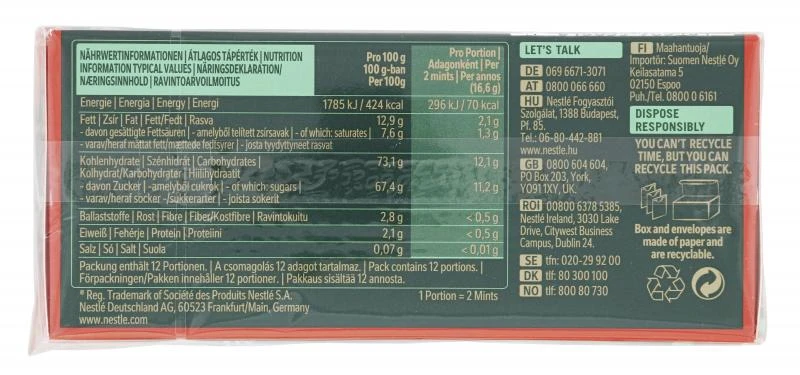 NÄHRWERTINFORMATIONEN | ÁTLAGOS TÁPÉRTÉK | NUTRITION
INFORMATION TYPICAL VALUES | NÄRINGSDEKLARATION/
NÆRINGSINNHOLD | RAVINTOARVOILMOITUS
Pro 100 g
100 g-ban
Per 100g
Pro Portion |
Adagonként | Per
2 mints | Per annos
(16,6 g)
Energie | Energia | Energy | Energi 1785 kJ / 424 kcal 296 kJ / 70 kcal
Fett | Zsír | Fat | Fett/Fedt | Rasva 12,9 g 2,1 g
- davon gesättigte Fettsäuren | - amelyből telített zsírsavak | - of which: saturates | 7,6 g 1,3 g
- varav/herav mättat fett/mættede fedtsyrer | - josta tyydyttyneet rasvat
Kohlenhydrate | Szénhidrát | Carbohydrates | 73,1 g 12,1 g
Kolhydrat/Karbohydrater | Hiilihydraatit
- davon Zucker | - amelyből cukrok | - of which: sugars | 67,4 g 11,2 g
- varav/heraf socker -/sukkerarter | - joista sokerit
Ballaststoffe | Rost | Fibre | Fiber/Kostfibre | Ravintokuitu 2,8 g < 0,5 g
Eiweiß | Fehérje | Protein | Proteiini 2,1 g < 0,5 g
Salz | Só | Salt | Suola 0,07 g < 0,01 g
Packung enthält 12 Portionen. | A csomagolás 12 adagot tartalmaz. | Pack contains 12 portions. |
Förpackningen/Pakken innehåller 12 portioner. | Pakkaus sisältää 12 annosta.
* Reg. Trademark of Société des Produits Nestlé S.A. 1 Portion = 2 Mints
Nestlé Deutschland AG, 60523 Frankfurt/Main, Germany
www.nestle.com
LET'S TALK
DE 069 6671-3071
AT 0800 066 660
HU Nestlé Fogyasztói
Szolgálat, 1388 Budapest,
Pf. 85.
Tel.: 06-80-442-881
www.nestle.hu
GB 0800 604 604,
PO Box 203, York,
YO91 1XY, UK.
ROI 00800 6378 5385,
Nestlé Ireland, 3030 Lake
Drive, Citywest Business
Campus, Dublin 24.
SE tfn: 020-29 92 00
DK tlf: 80 300 100
NO tlf: 800 80 730
FI Maahantuoja/
Importör: Suomen Nestlé Oy
Keilasatama 5
02150 Espoo
Puh./Tel. 0800 0 6161
DISPOSE
RESPONSIBLY
YOU CAN'T RECYCLE
TIME, BUT YOU CAN
RECYCLE THIS PACK.
Box and envelopes are
made of paper and
are recyclable.